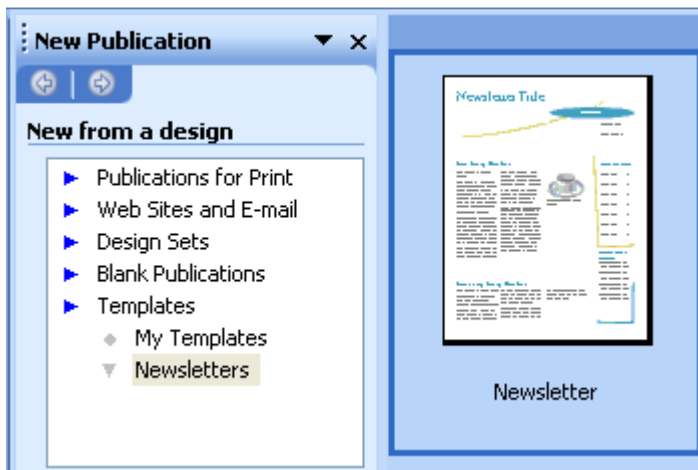 New Publication
New from a design
Publications for Print
Web Sites and E-mail
Design Sets
Blank Publications
Templates
My Templates
Newsletters
Newsletter Title
Newsletter